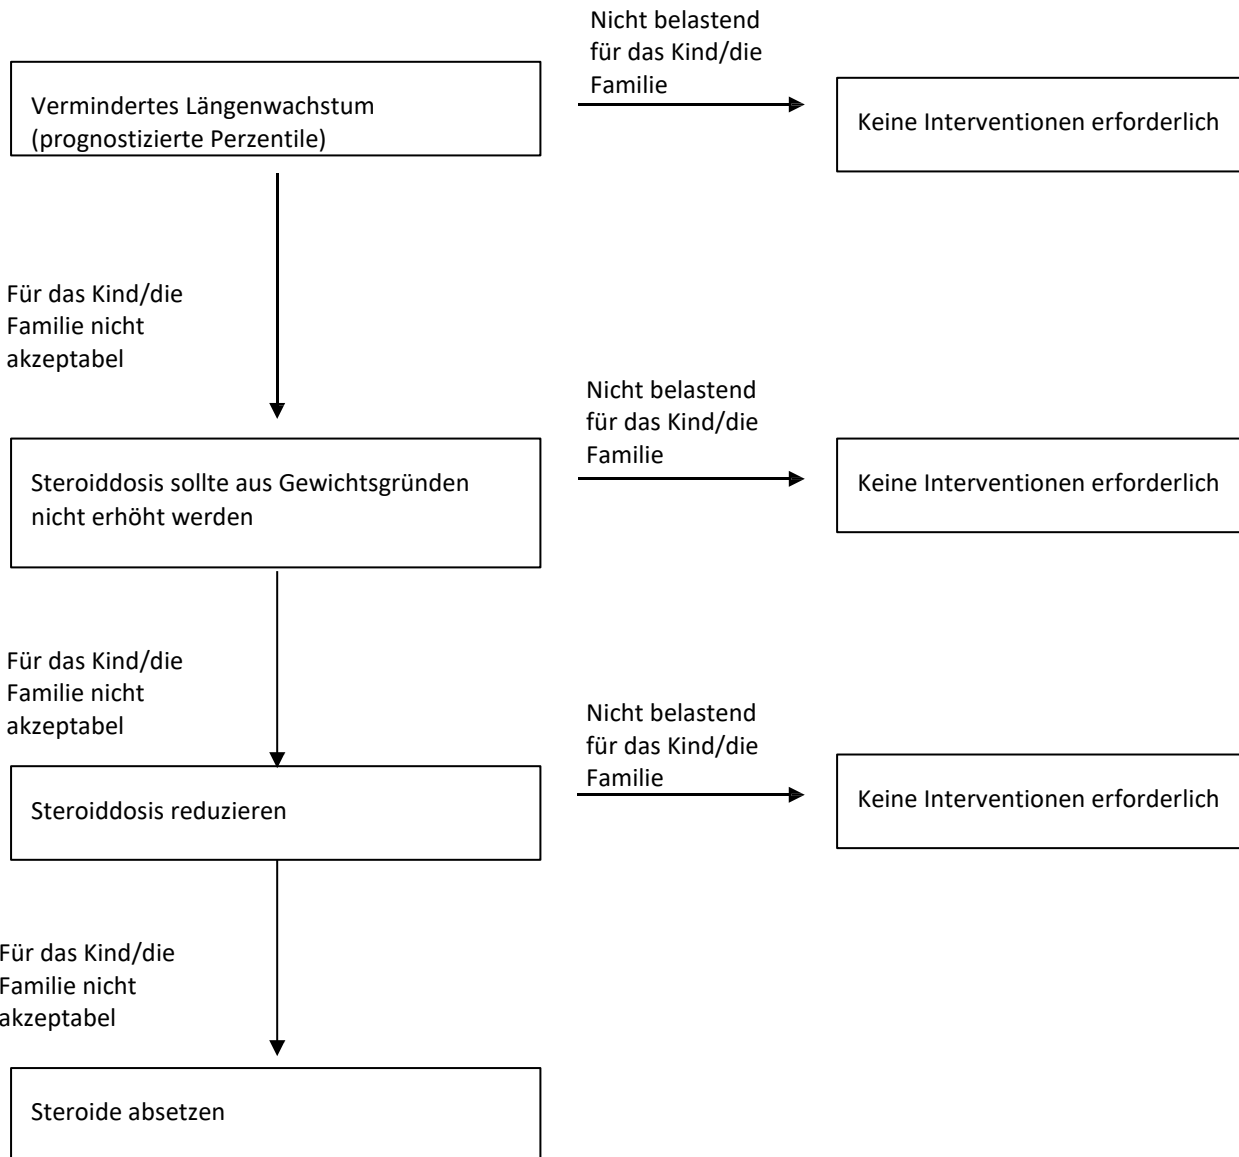 Nicht belastend
für das Kind/die
Familie
Vermindertes Längenwachstum
(prognostizierte Perzentile)
Keine Interventionen erforderlich
Für das Kind/die
Familie nicht
akzeptabel
Nicht belastend
für das Kind/die
Familie
Steroiddosis sollte aus Gewichtsgründen
nicht erhöht werden
Keine Interventionen erforderlich
Für das Kind/die
Familie nicht
akzeptabel
Nicht belastend
für das Kind/die
Familie
Steroiddosis reduzieren
Keine Interventionen erforderlich
Für das Kind/die
Familie nicht
akzeptabel
Steroide absetzen